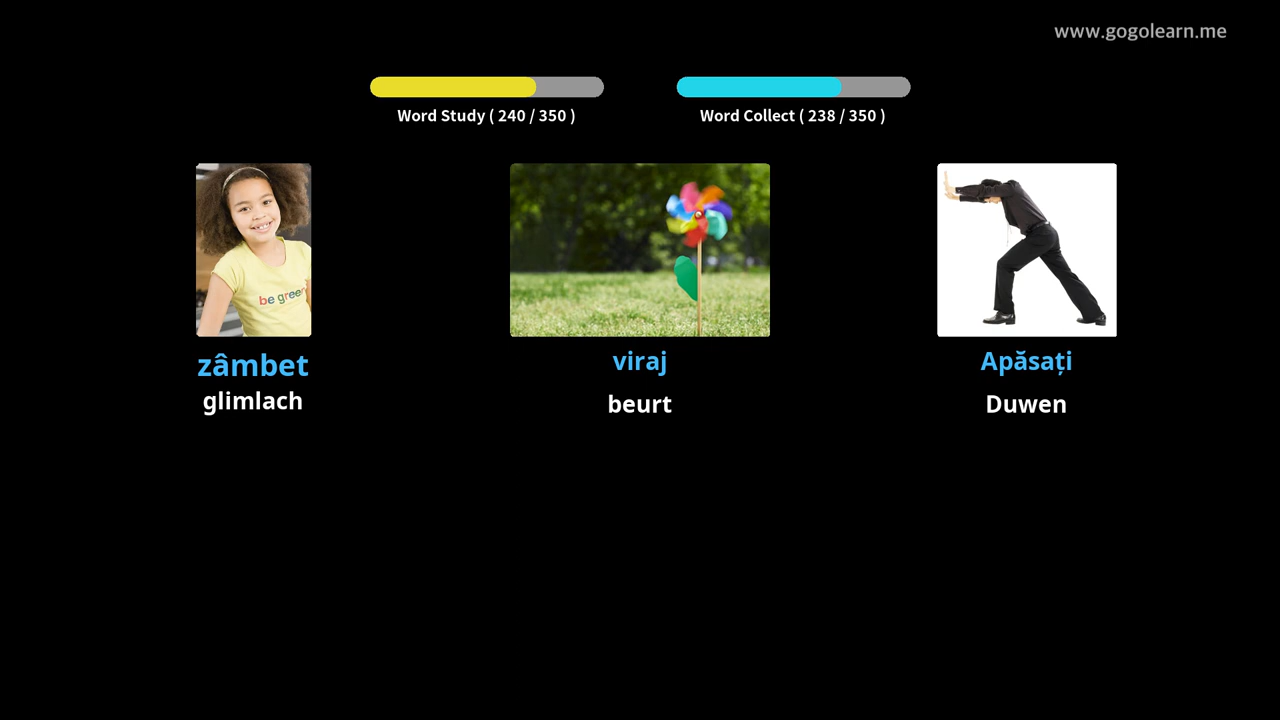 www.gogolearn.me
Word Study ( 240 / 350 )
Word Collect ( 238 / 350 )
be green
zâmbet
viraj
Apăsați
glimlach
beurt
Duwen